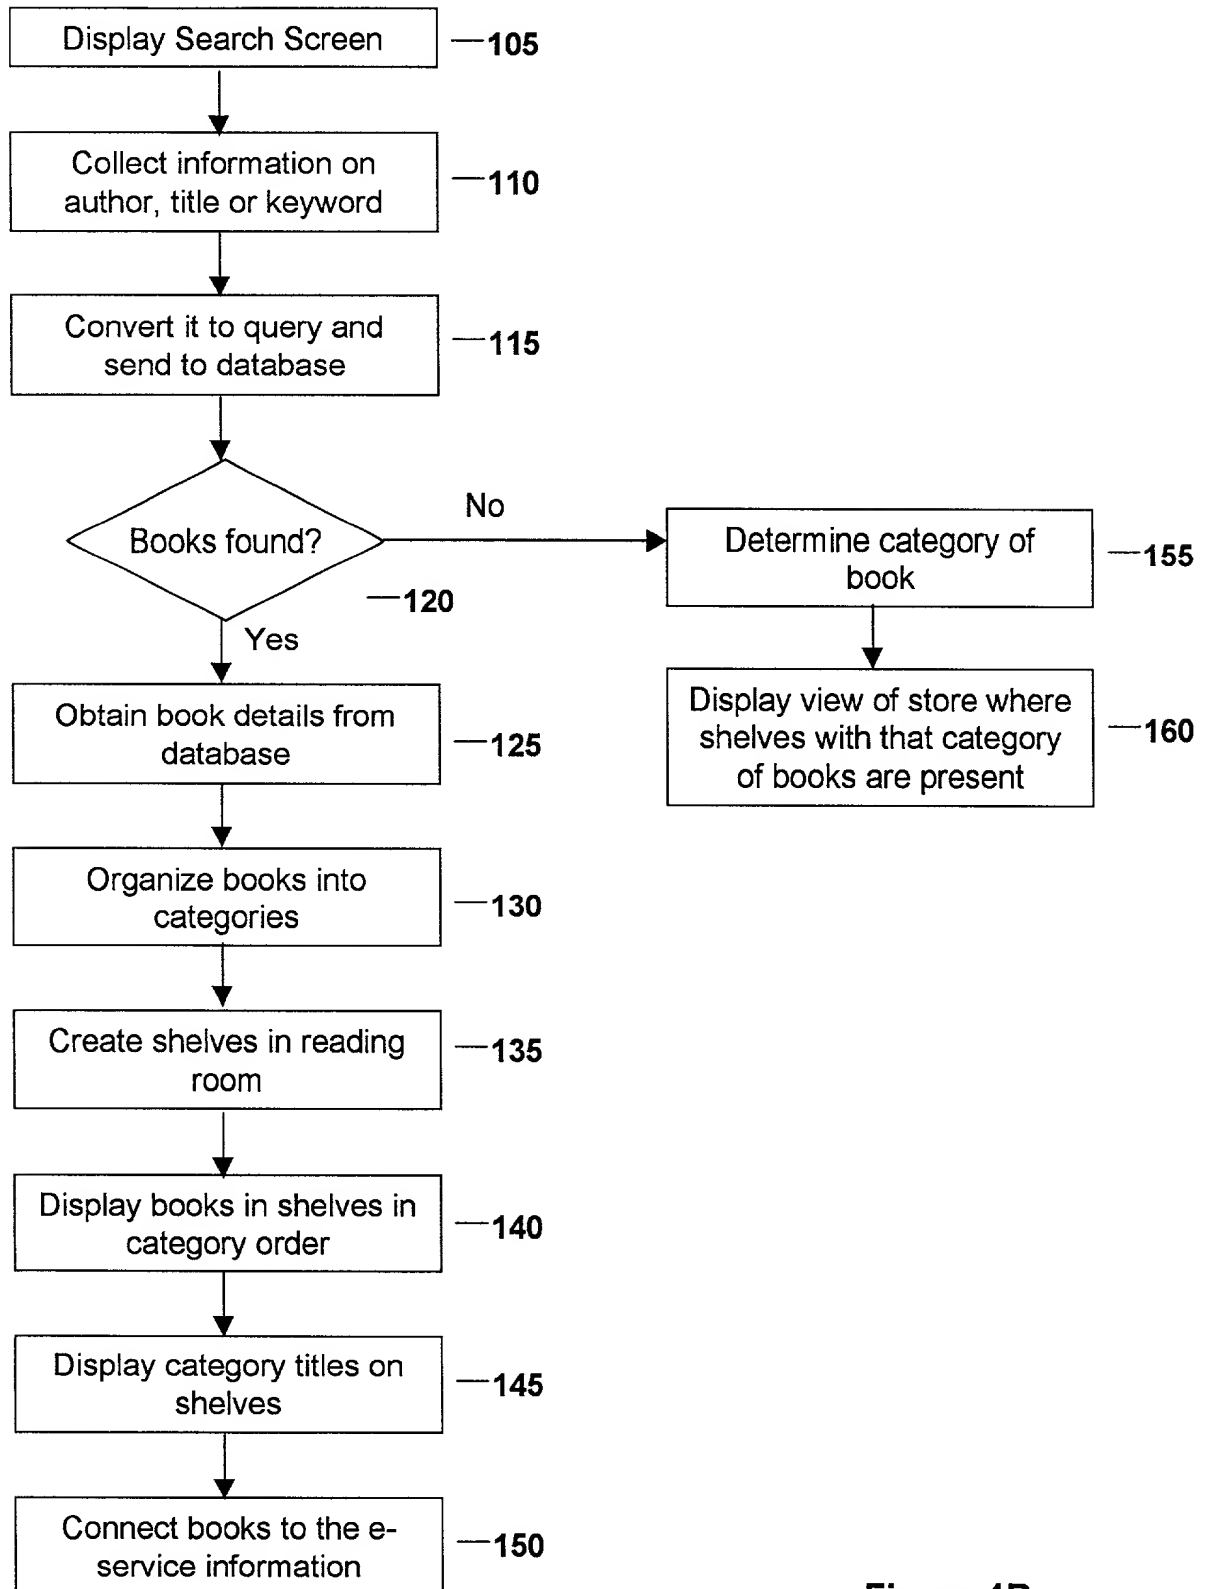 Display Search Screen
105
Collect information on
author, title or keyword
110
Convert it to query and
send to database
115
Books found?
120
No
Yes
Determine category of
book
155
Display view of store where
shelves with that category
of books are present
160
Obtain book details from
database
125
Organize books into
categories
130
Create shelves in reading
room
135
Display books in shelves in
category order
140
Display category titles on
shelves
145
Connect books to the e-
service information
150